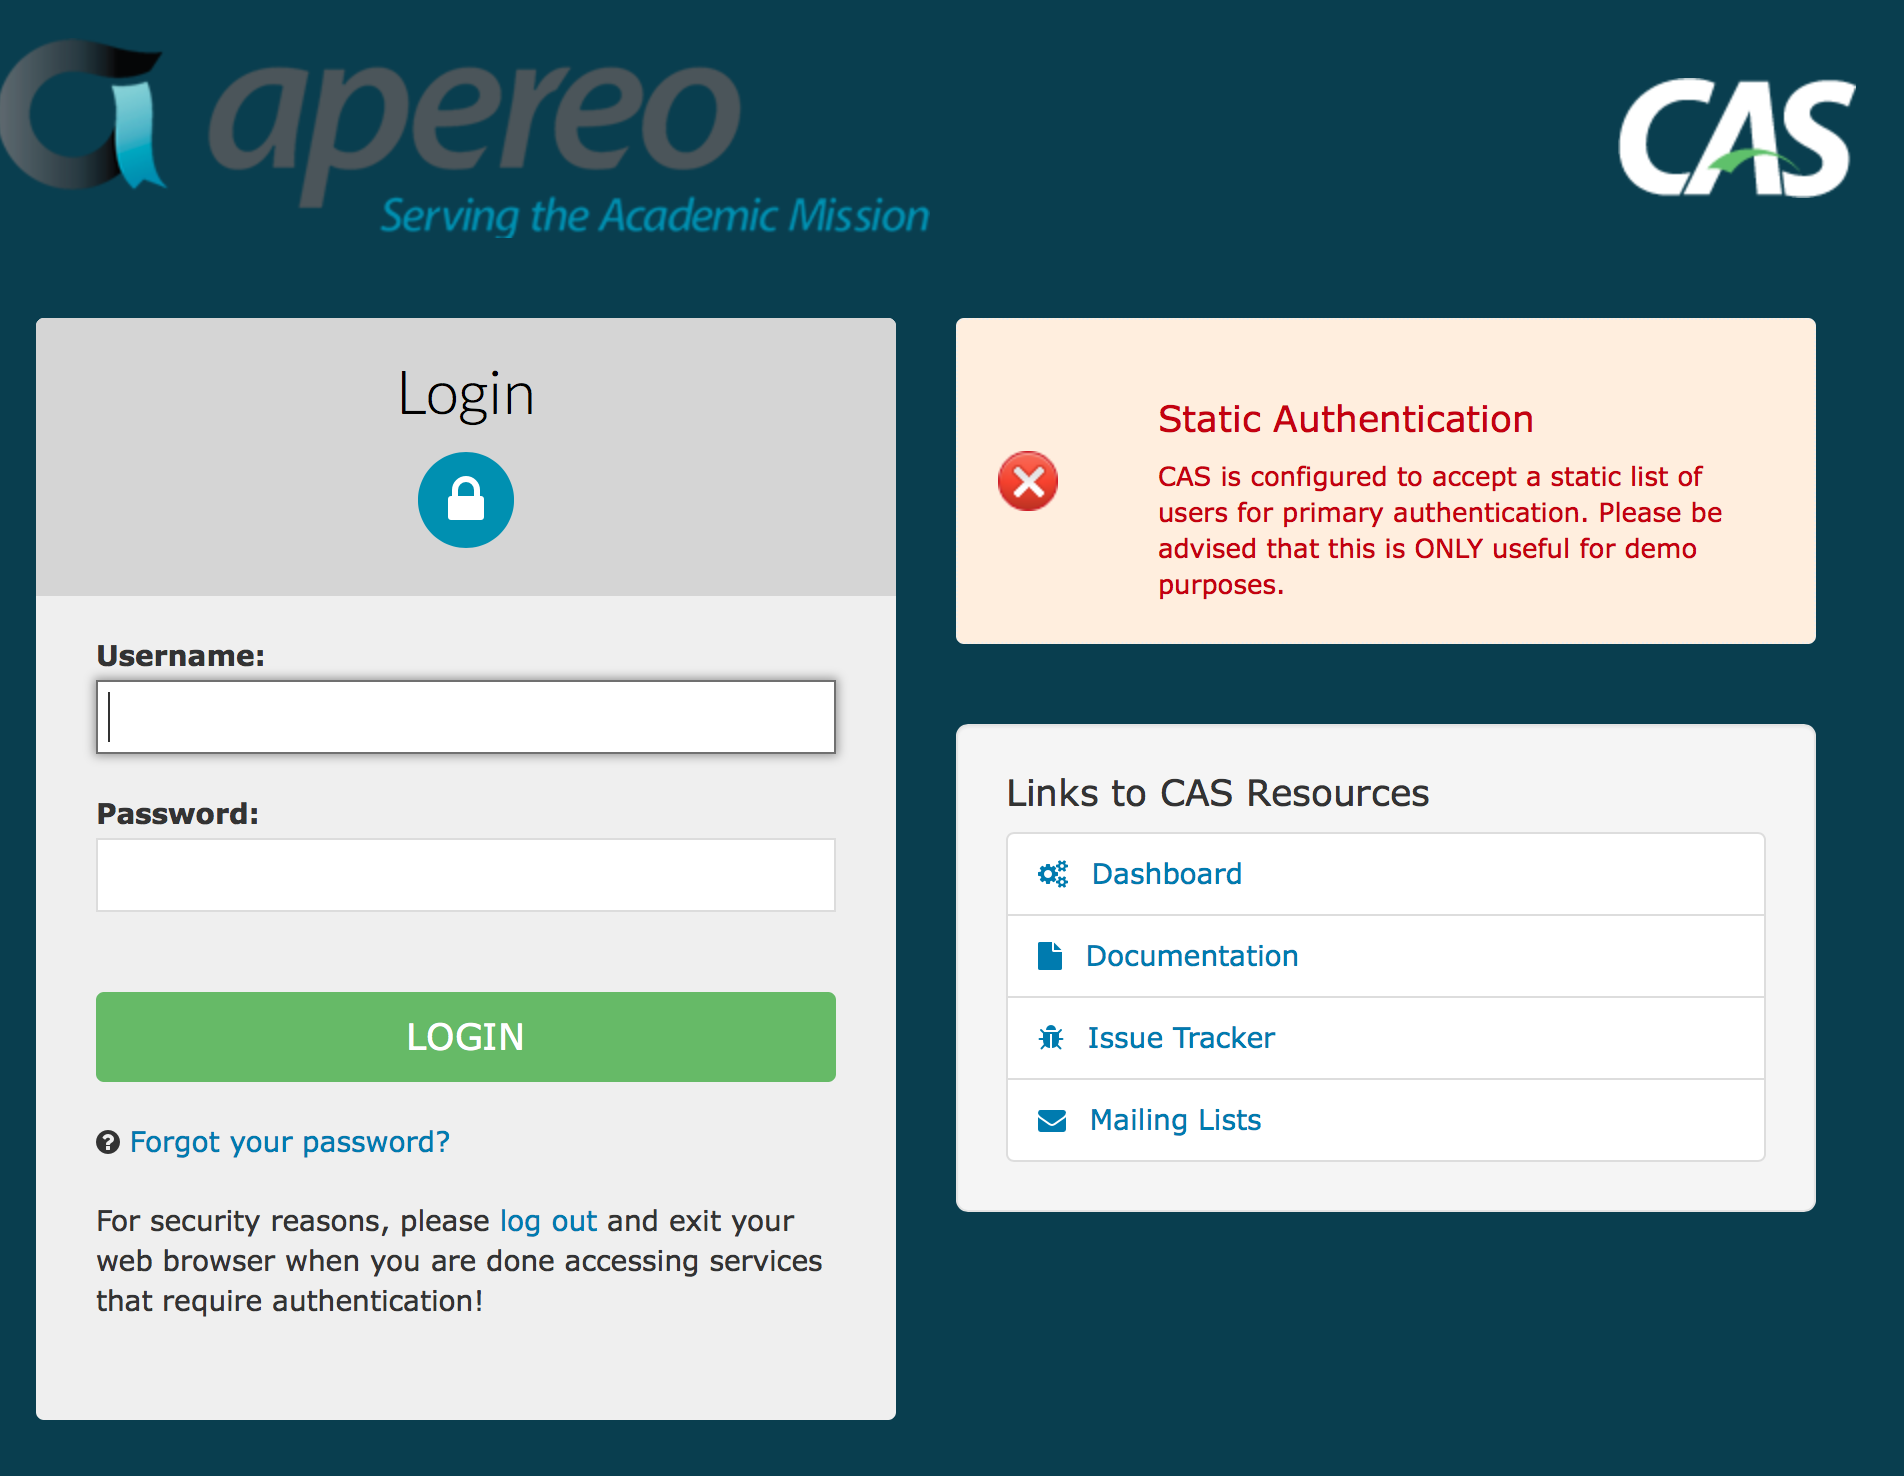 apereo
Serving the Academic Mission
CAS
Login
Username:
Password:
LOGIN
Forgot your password?
For security reasons, please log out and exit your
web browser when you are done accessing services
that require authentication!
Static Authentication
CAS is configured to accept a static list of
users for primary authentication. Please be
advised that this is ONLY useful for demo
purposes.
Links to CAS Resources
Dashboard
Documentation
Issue Tracker
Mailing Lists